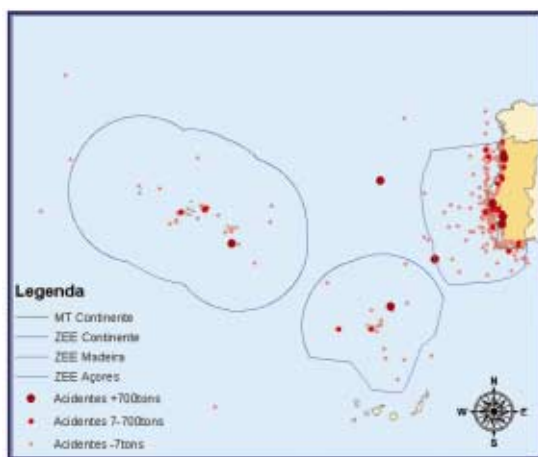 Legenda
MT Continente
ZEE Continente
ZEE Madeira
ZEE Açores
Acidentes +700tons
Acidentes 7-700tons
Acidentes -7tons
N
W E
S